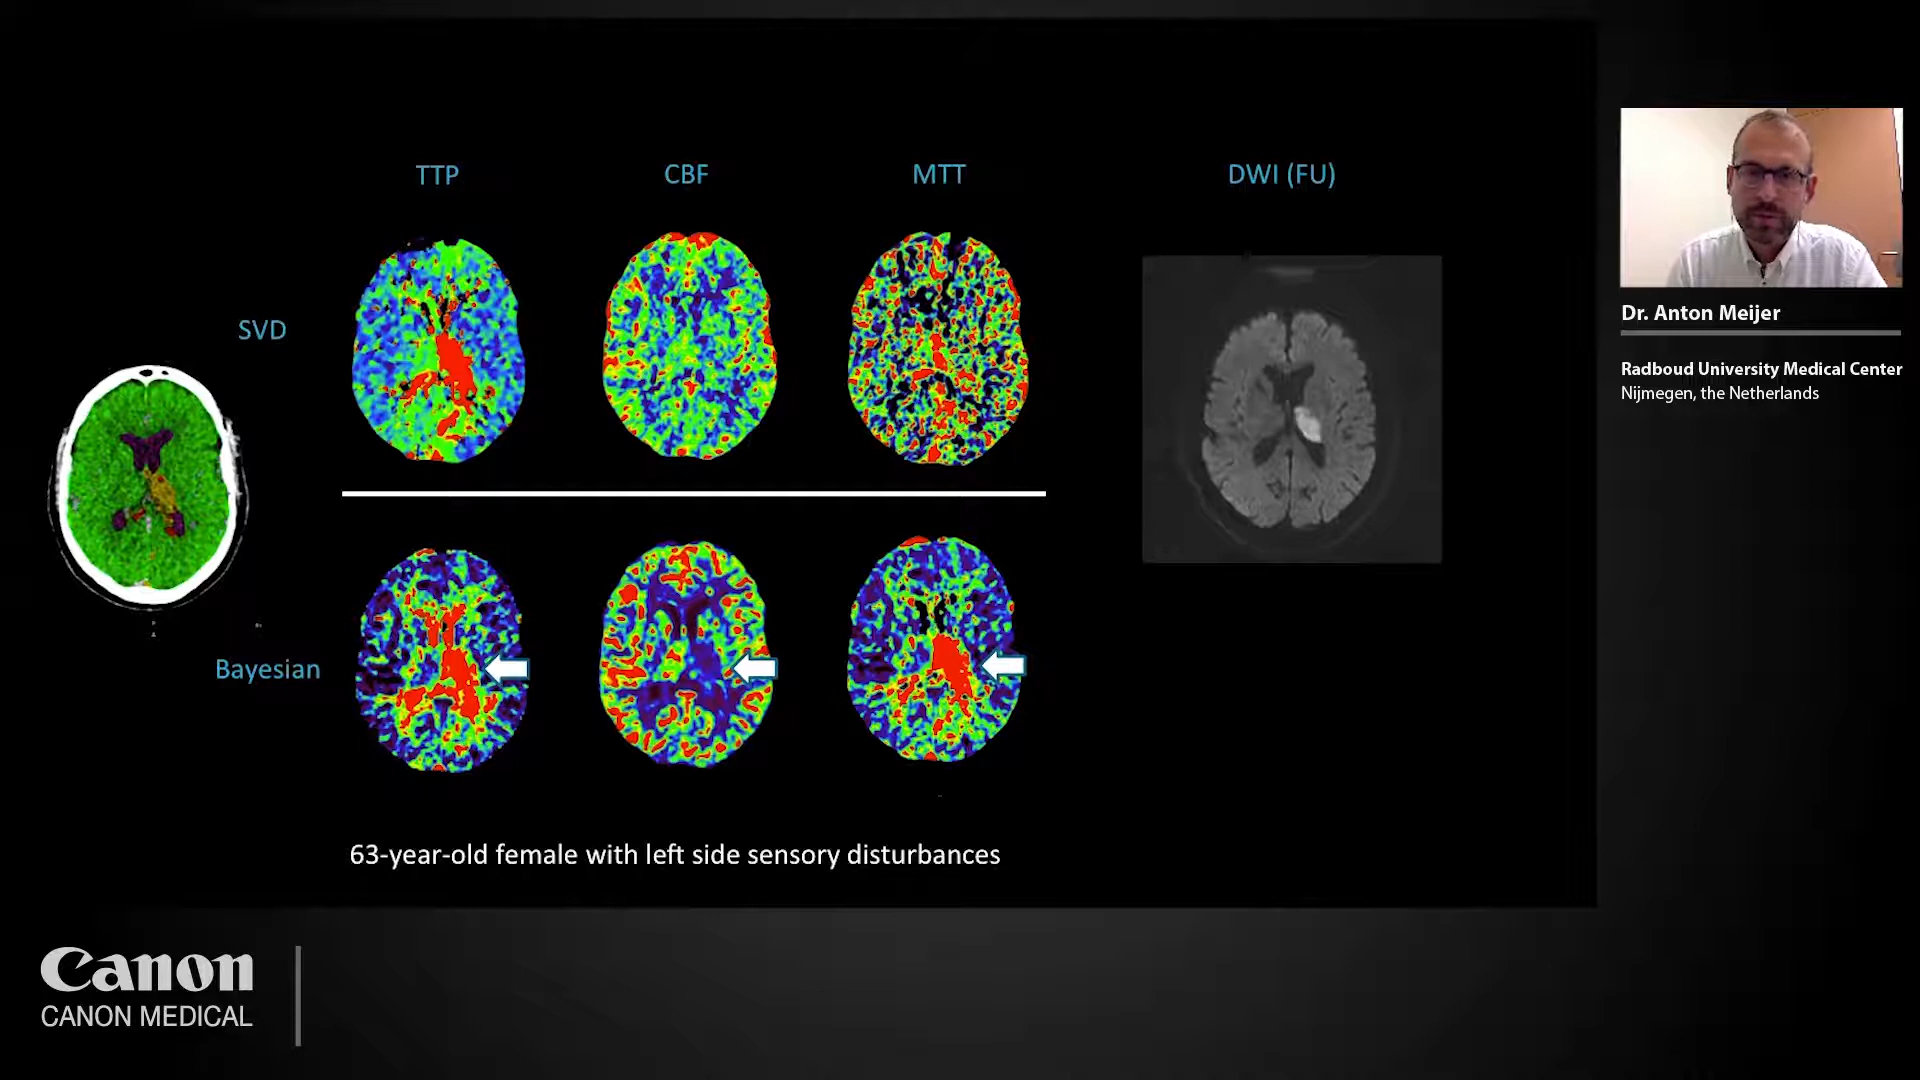 TTP
CBF
MTT
DWI (FU)
SVD
Bayesian
63-year-old female with left side sensory disturbances
Dr. Anton Meijer
Radboud University Medical Center
Nijmegen, the Netherlands
Canon
CANON MEDICAL